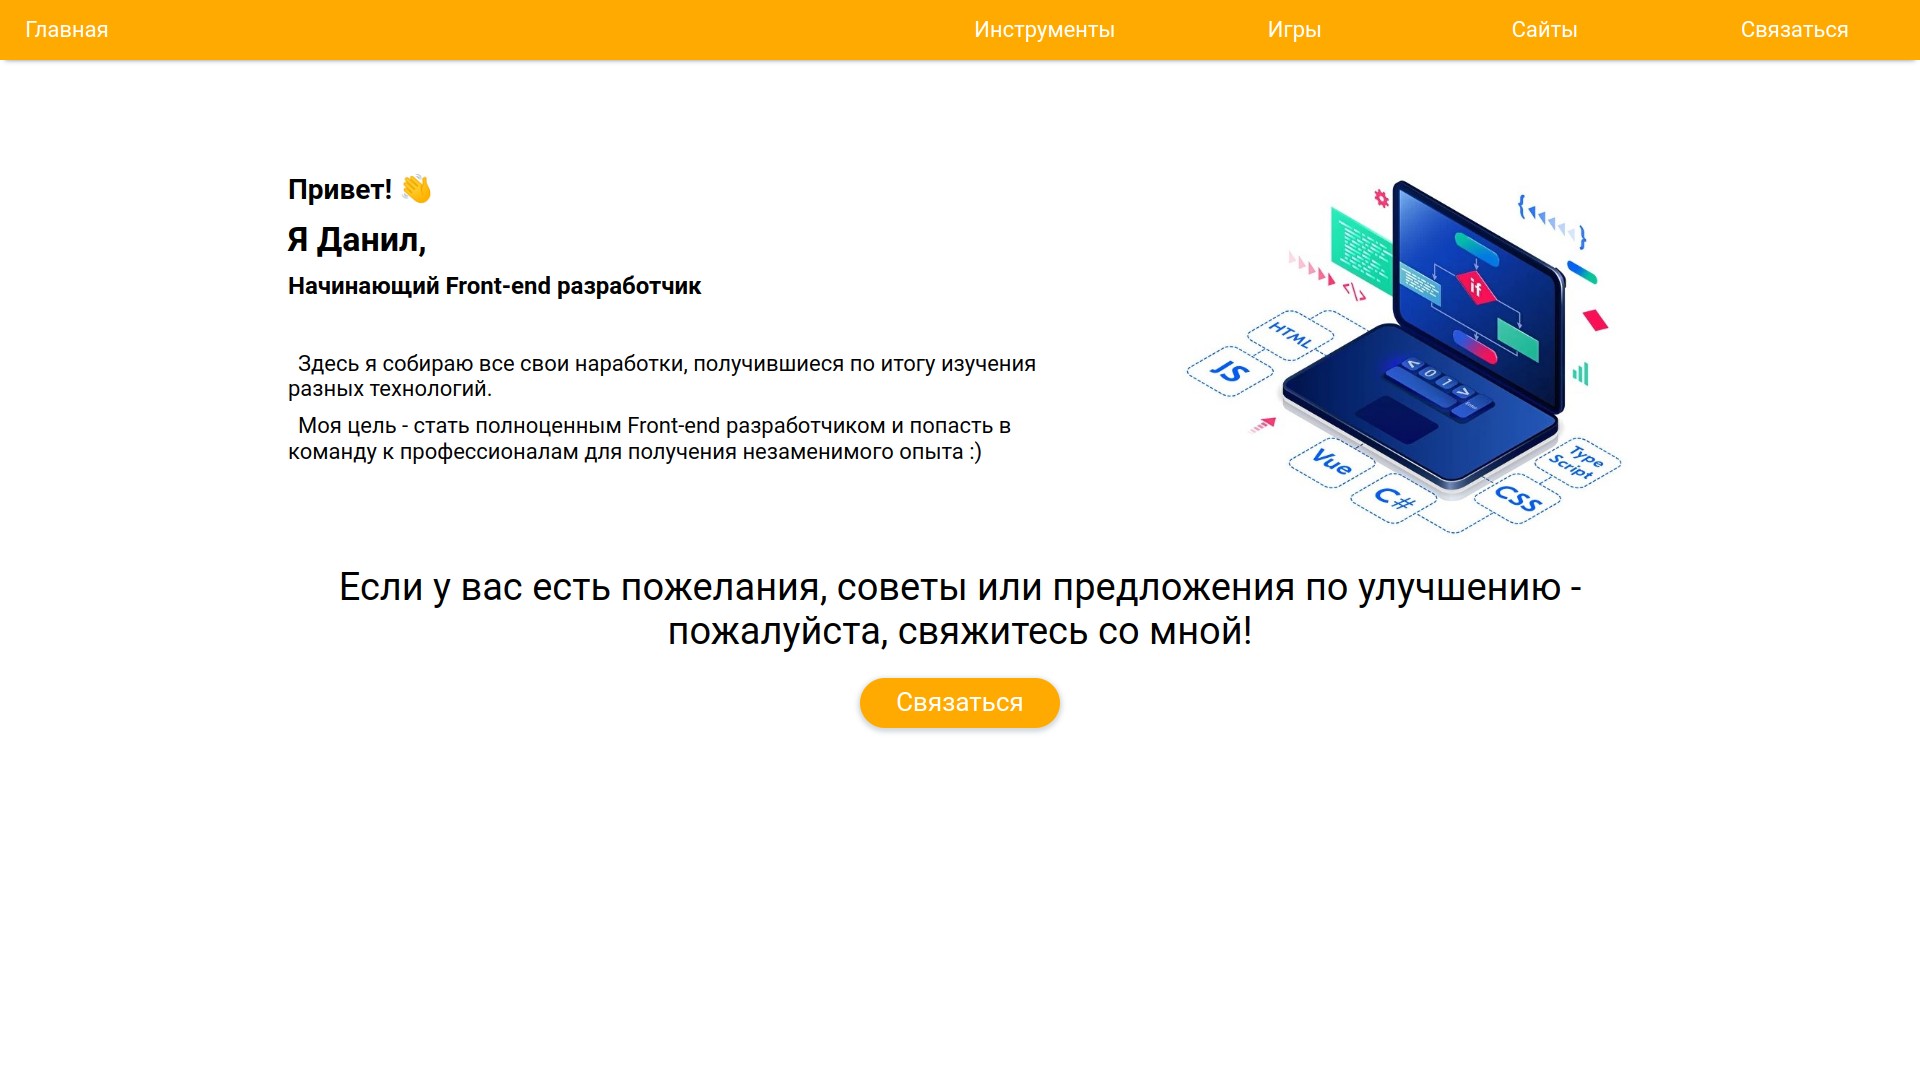 Главная
Инструменты
Игры
Сайты
Связаться
Привет! 👋
Я Данил,
Начинающий Front-end разработчик
Здесь я собираю все свои наработки, получившиеся по итогу изучения
разных технологий.
Моя цель - стать полноценным Front-end разработчиком и попасть в
команду к профессионалам для получения незаменимого опыта :)
if
</>
HTML
JS
< 0 1 >
Vue
C#
CSS
Type
Script
Если у вас есть пожелания, советы или предложения по улучшению -
пожалуйста, свяжитесь со мной!
Связаться